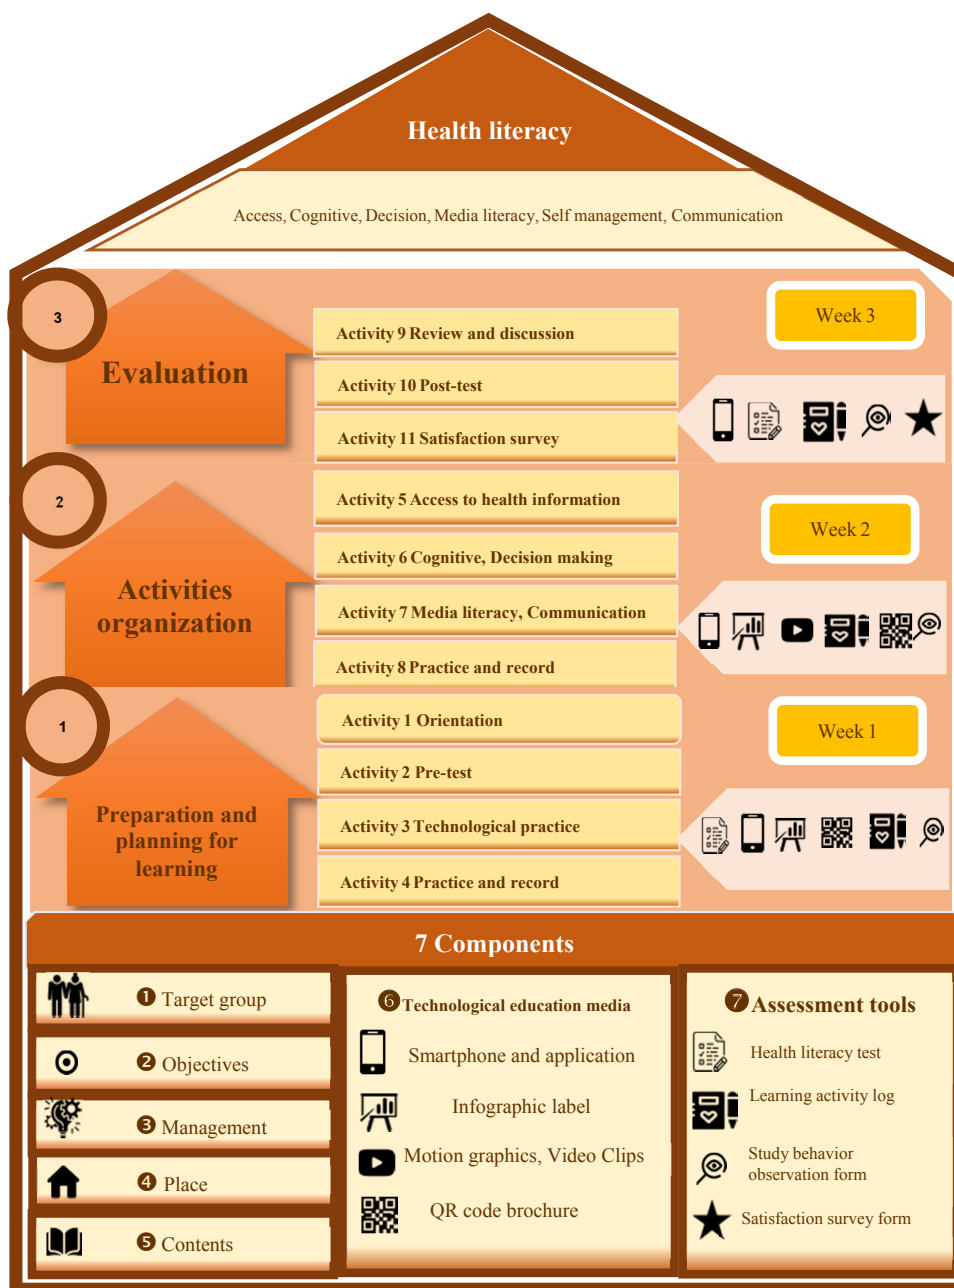 Health literacy
Access, Cognitive, Decision, Media literacy, Self management, Communication
3
Evaluation
Activity 9 Review and discussion
Activity 10 Post-test
Activity 11 Satisfaction survey
Week 3
2
Activities
organization
Activity 5 Access to health information
Activity 6 Cognitive, Decision making
Activity 7 Media literacy, Communication
Activity 8 Practice and record
Week 2
1
Preparation and
planning for
learning
Activity 1 Orientation
Activity 2 Pre-test
Activity 3 Technological practice
Activity 4 Practice and record
Week 1
7 Components
❶ Target group
❷ Objectives
❸ Management
❹ Place
❺ Contents
❻ Technological education media
Smartphone and application
Infographic label
Motion graphics, Video Clips
QR code brochure
❼ Assessment tools
Health literacy test
Learning activity log
Study behavior
observation form
Satisfaction survey form